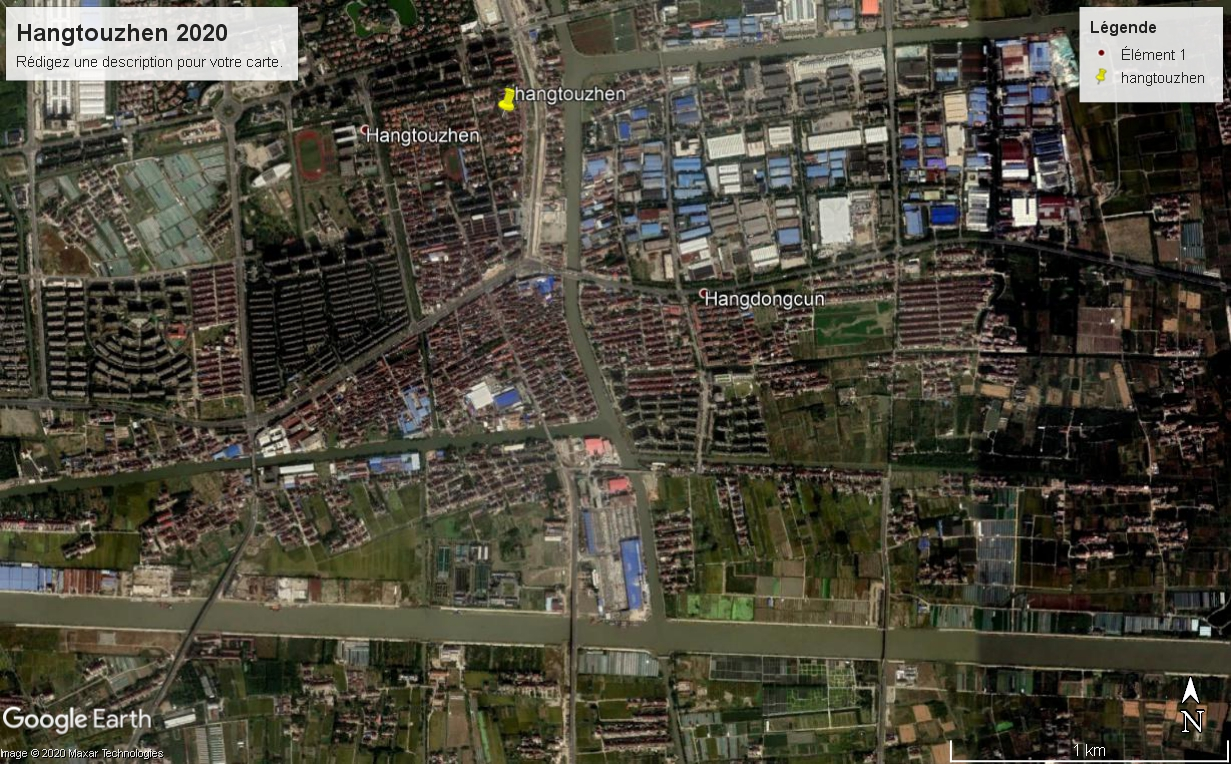 Hangtouzhen 2020
Rédigez une description pour votre carte.
Légende
Élément 1
hangtouzhen
hangtouzhen
Hangtouzhen
Hangdongcun
N
Google Earth
1 km
Image © 2020 Maxar Technologies